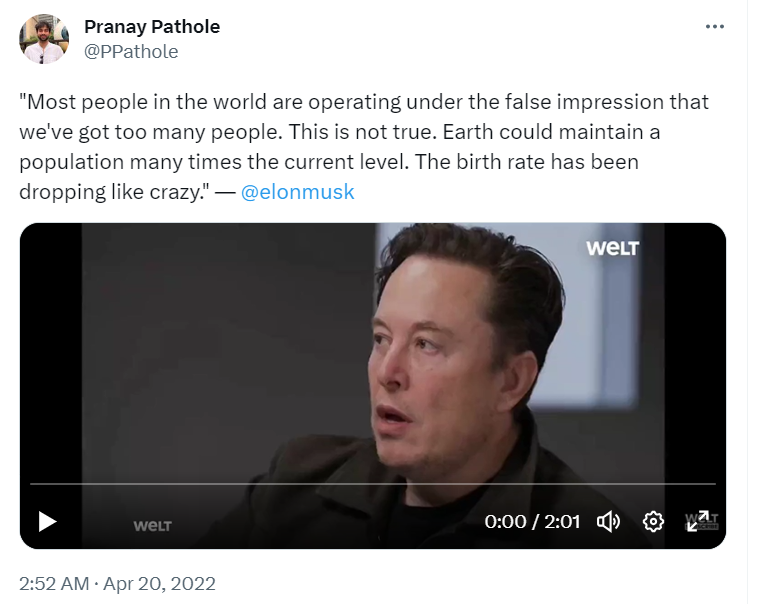 Pranay Pathole
@PPathole
"Most people in the world are operating under the false impression that
we've got too many people. This is not true. Earth could maintain a
population many times the current level. The birth rate has been
dropping like crazy." — @elonmusk
WELT
WELT
0:00 / 2:01
WELT
2:52 AM · Apr 20, 2022